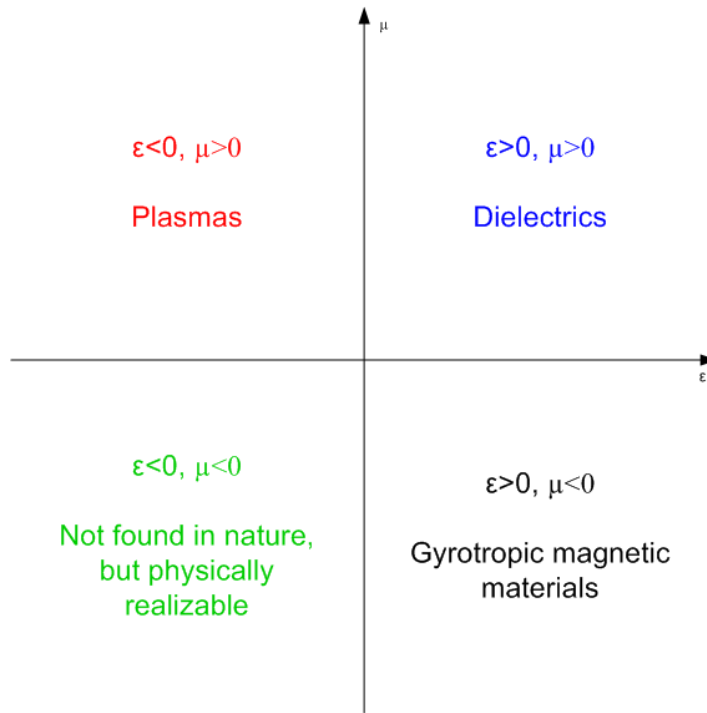 μ
ε<0, μ>0
Plasmas
ε>0, μ>0
Dielectrics
ε
ε<0, μ<0
Not found in nature,
but physically
realizable
ε>0, μ<0
Gyrotropic magnetic
materials